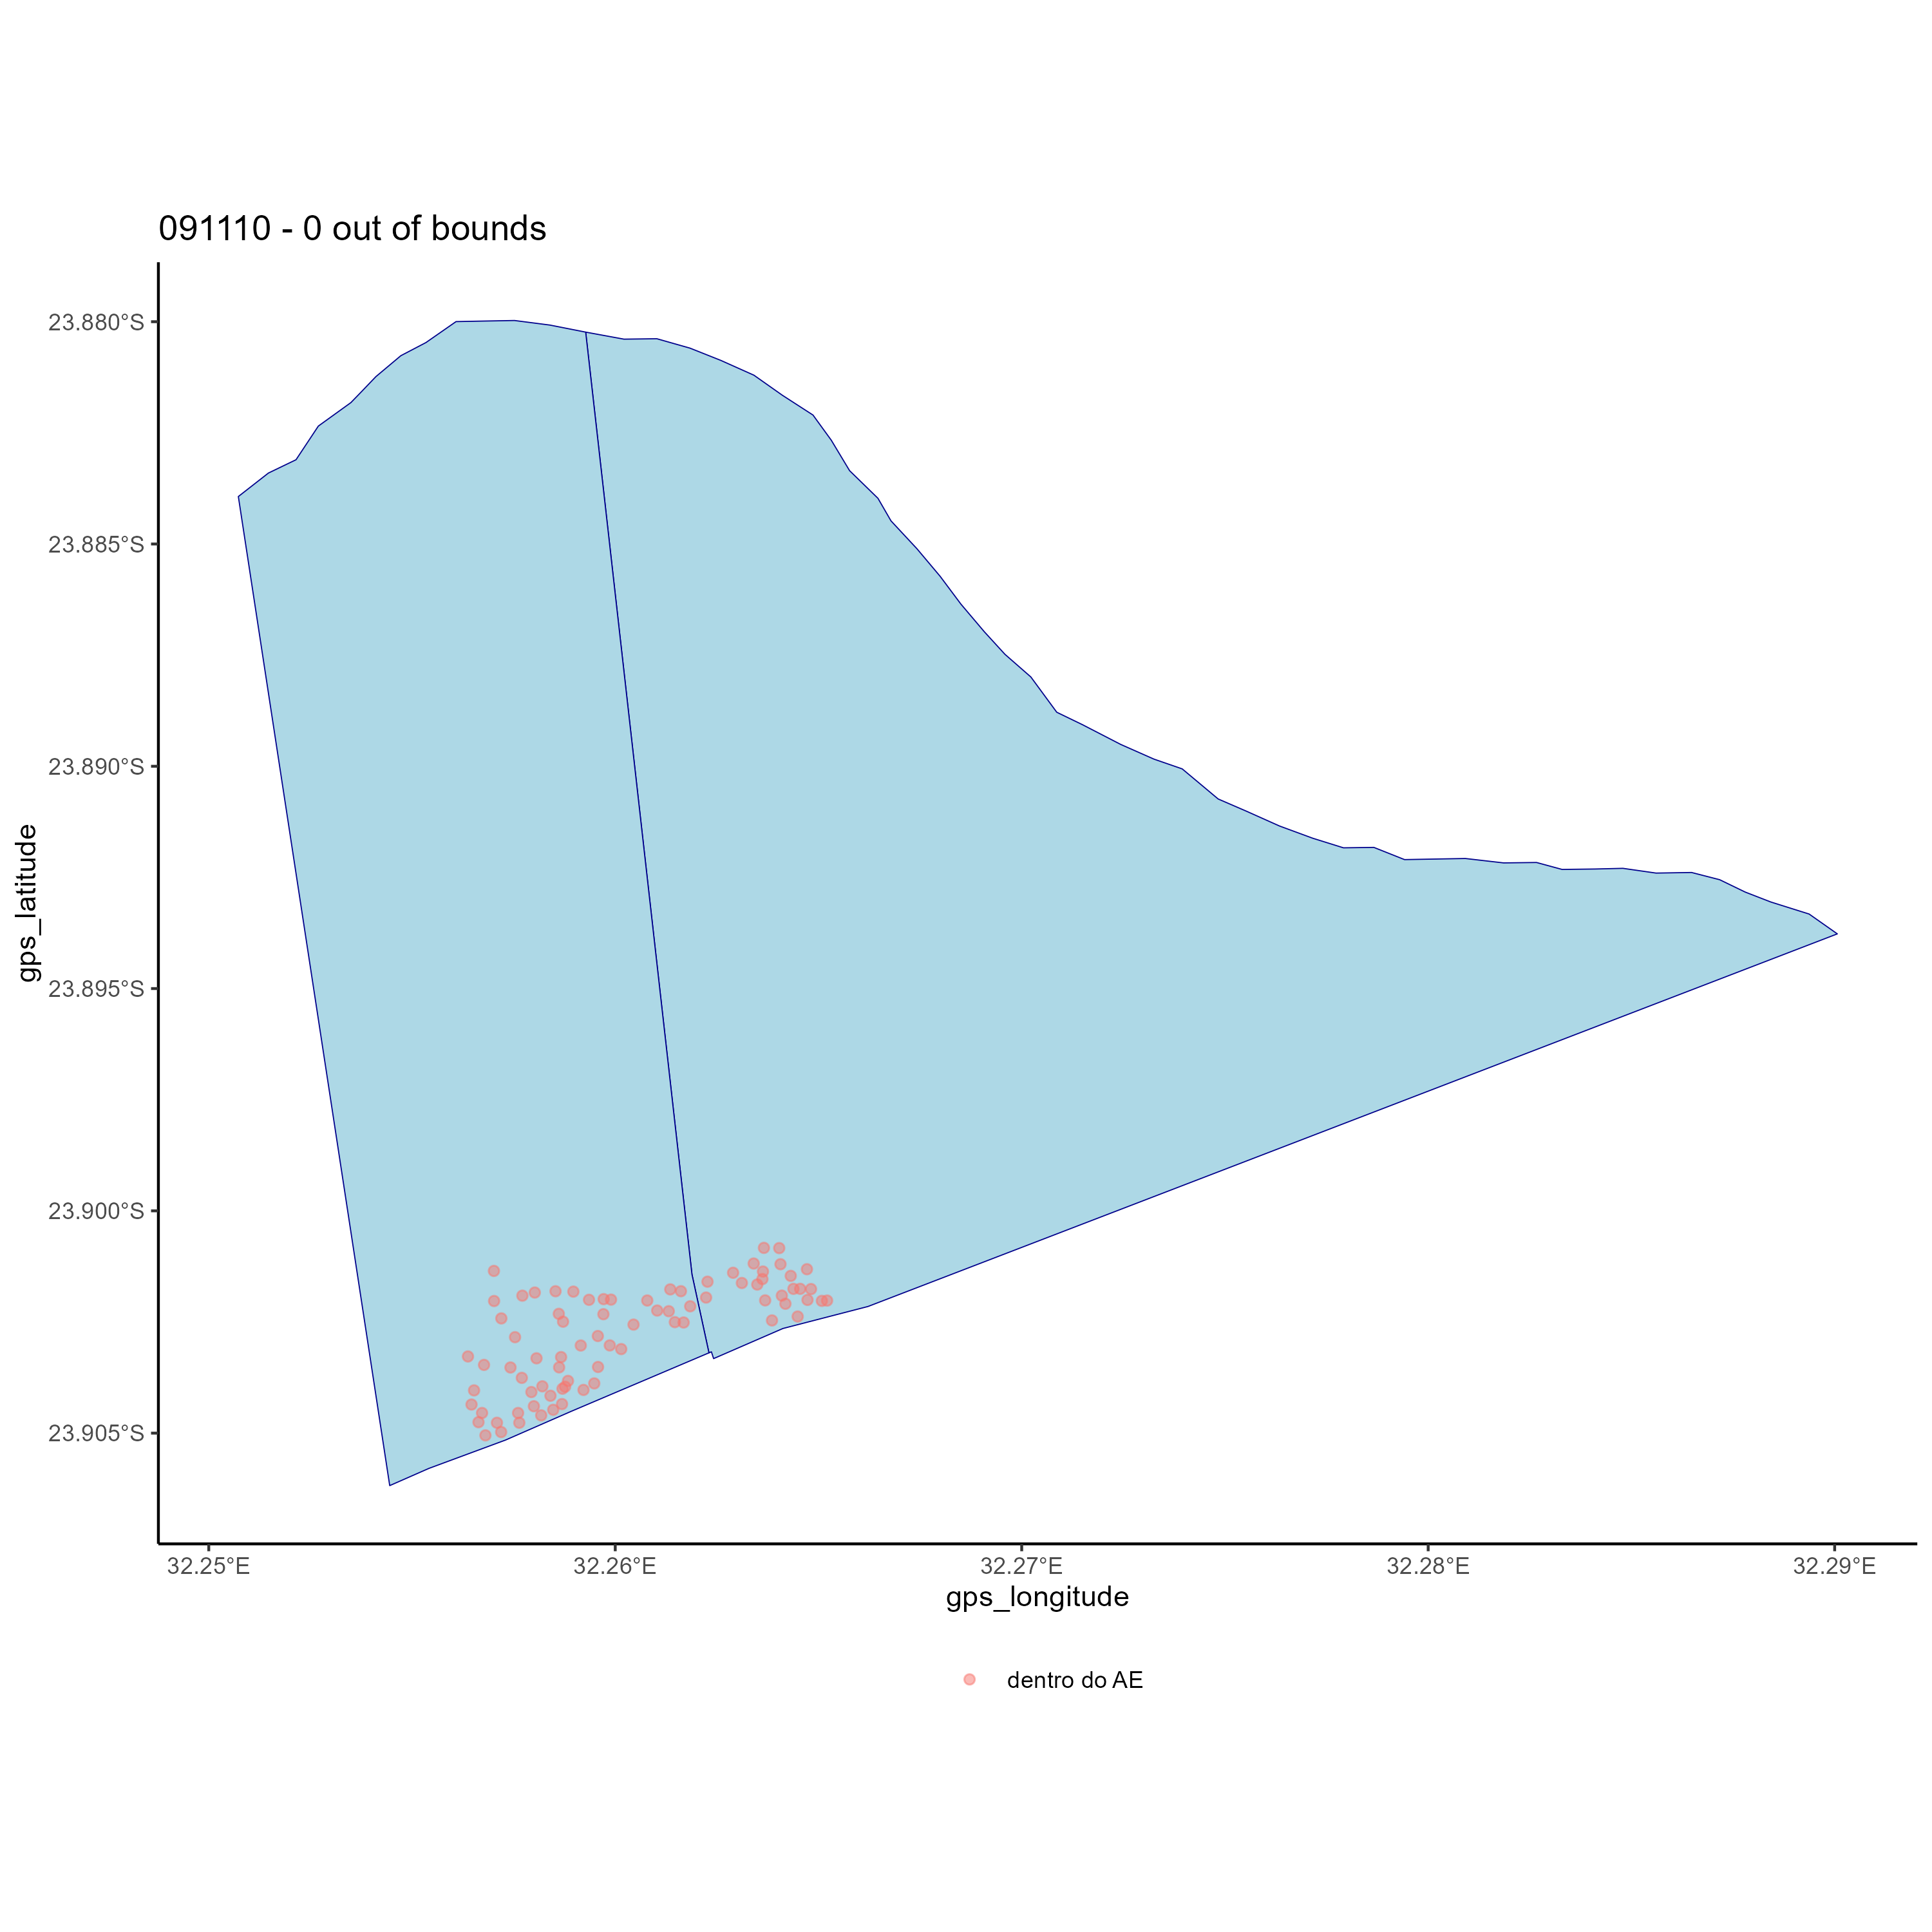 091110 - 0 out of bounds
23.880°S
23.885°S
23.890°S
23.895°S
23.900°S
23.905°S
gps_latitude
32.25°E 32.26°E 32.27°E 32.28°E 32.29°E
gps_longitude
dentro do AE